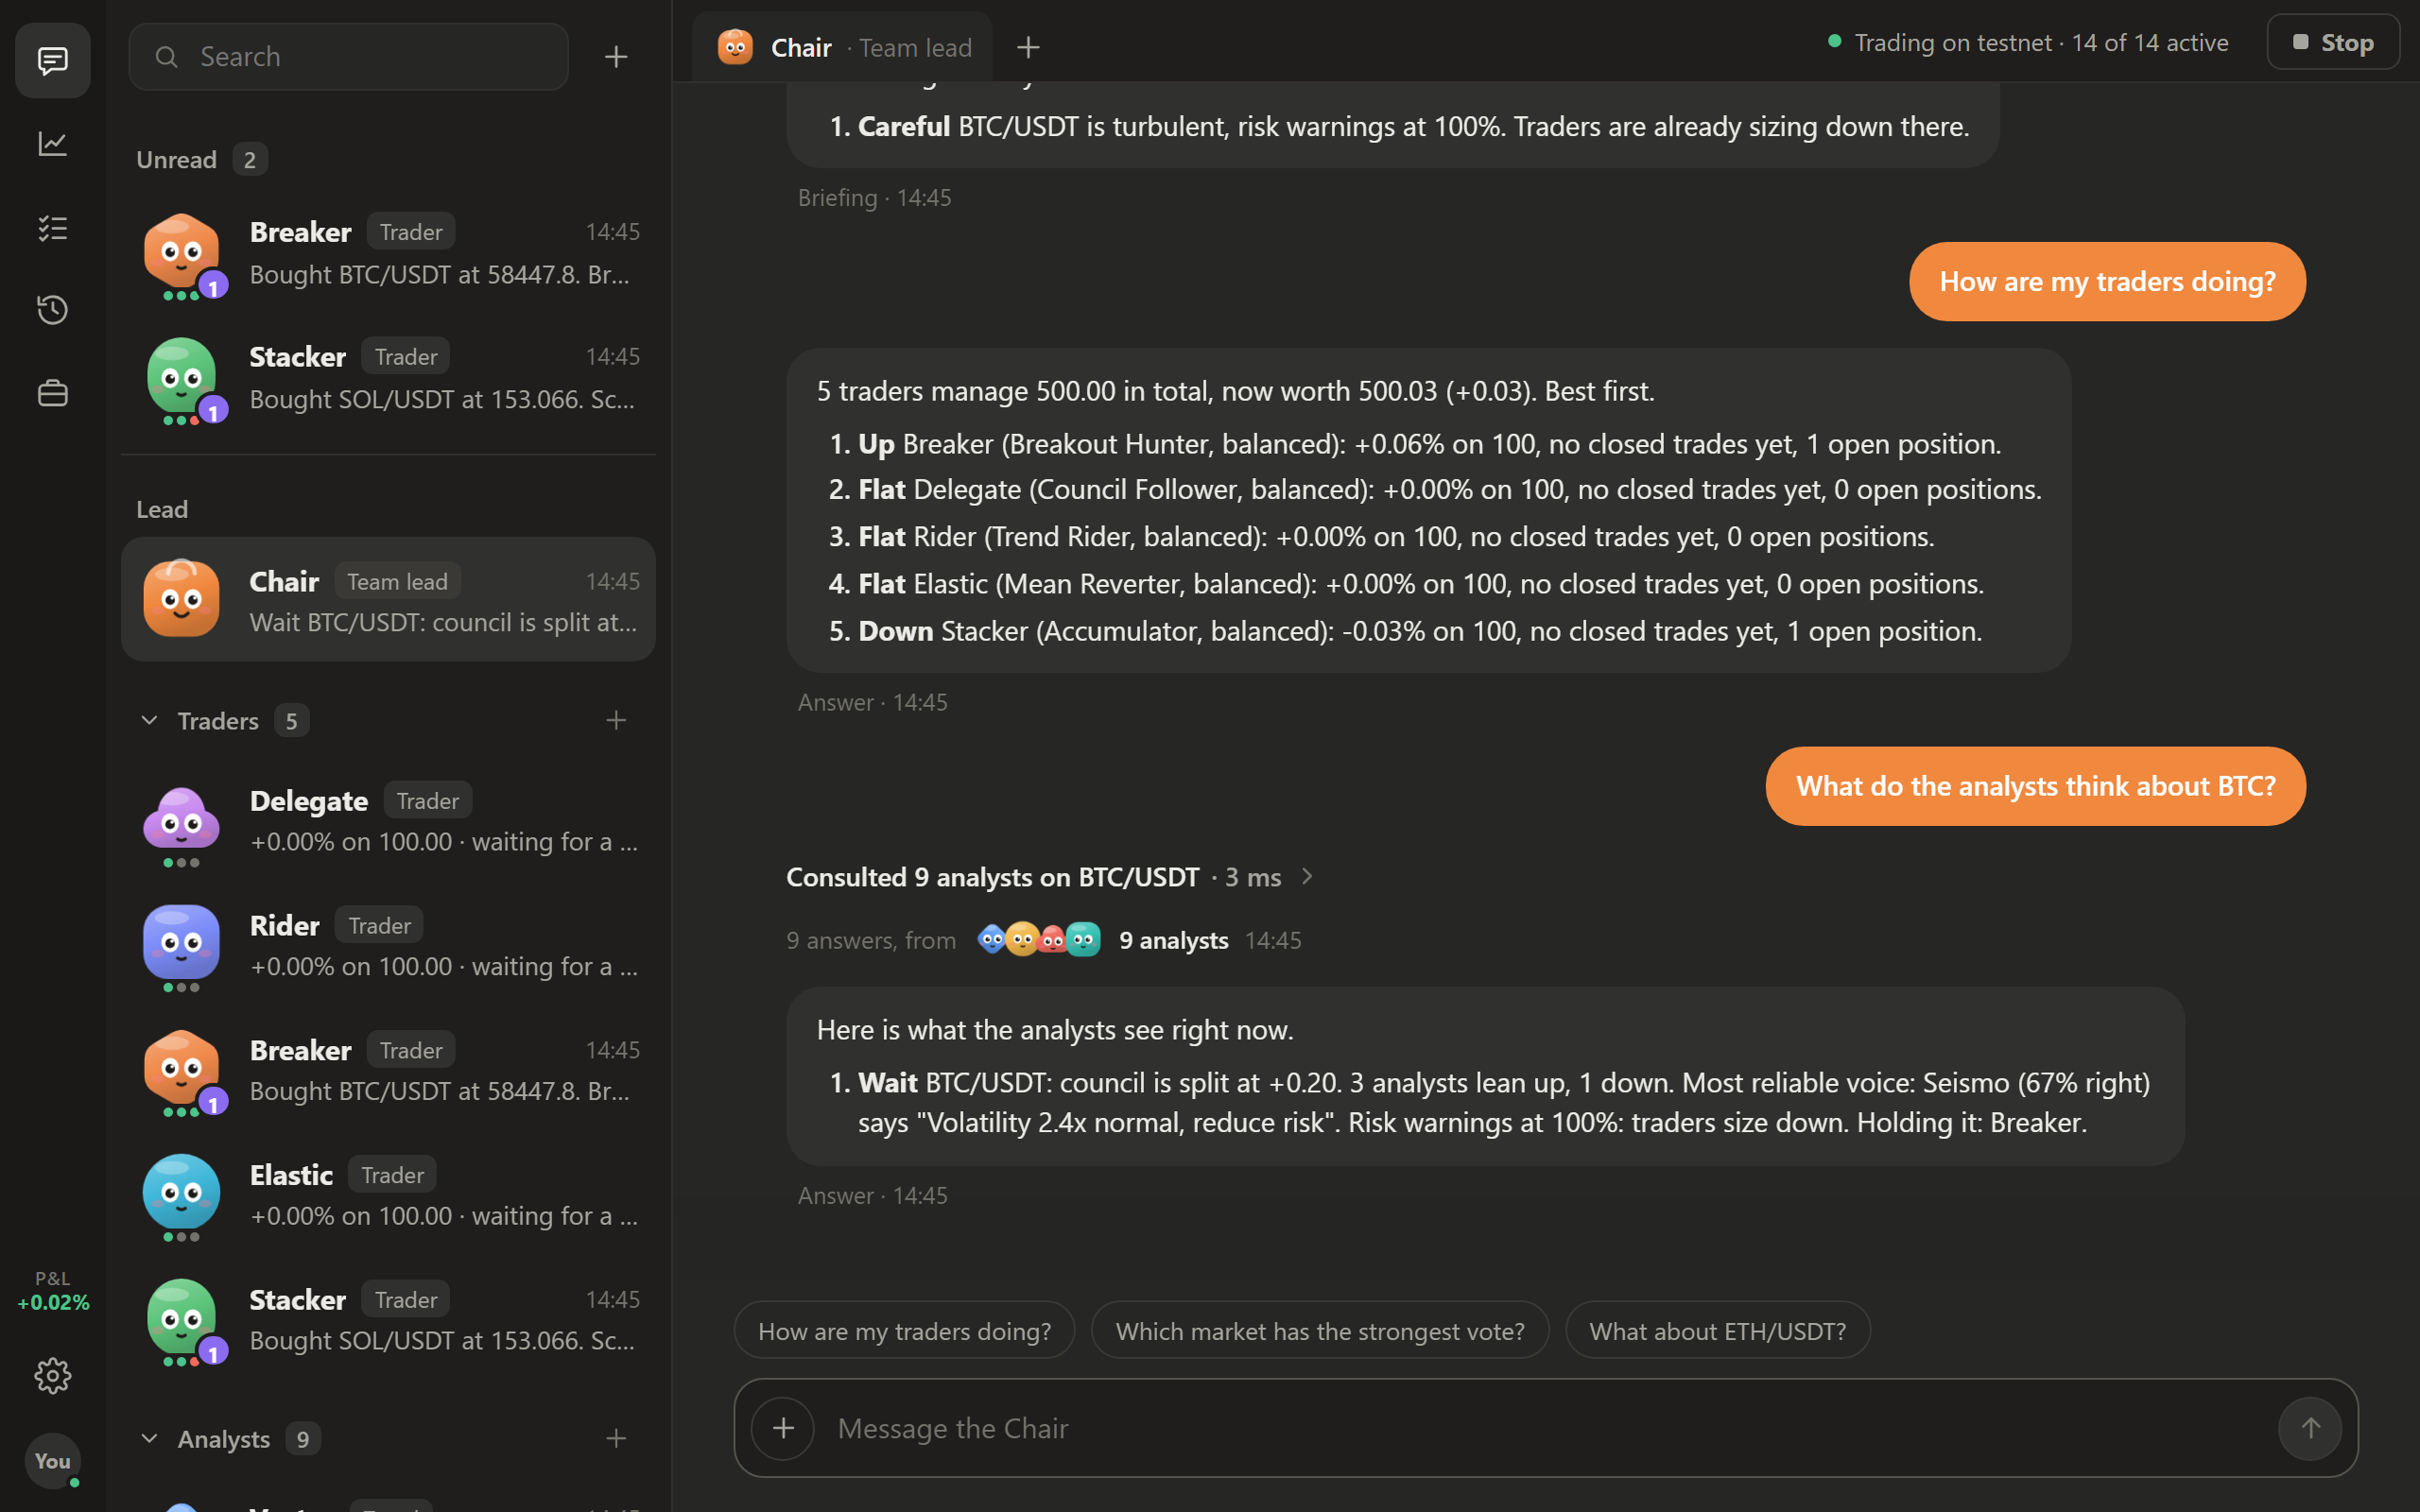 Search
Unread 2
Breaker Trader 14:45
Bought BTC/USDT at 58447.8. Br...
1
Stacker Trader 14:45
Bought SOL/USDT at 153.066. Sc...
1
Lead
Chair Team lead 14:45
Wait BTC/USDT: council is split at...
Traders 5
Delegate Trader
+0.00% on 100.00 · waiting for a ...
Rider Trader
+0.00% on 100.00 · waiting for a ...
Breaker Trader 14:45
Bought BTC/USDT at 58447.8. Br...
1
Elastic Trader
+0.00% on 100.00 · waiting for a ...
Stacker Trader 14:45
Bought SOL/USDT at 153.066. Sc...
1
Analysts 9
P&L
+0.02%
You
Chair · Team lead
Trading on testnet · 14 of 14 active
Stop
1. Careful BTC/USDT is turbulent, risk warnings at 100%. Traders are already sizing down there.
Briefing · 14:45
How are my traders doing?
5 traders manage 500.00 in total, now worth 500.03 (+0.03). Best first.
1. Up Breaker (Breakout Hunter, balanced): +0.06% on 100, no closed trades yet, 1 open position.
2. Flat Delegate (Council Follower, balanced): +0.00% on 100, no closed trades yet, 0 open positions.
3. Flat Rider (Trend Rider, balanced): +0.00% on 100, no closed trades yet, 0 open positions.
4. Flat Elastic (Mean Reverter, balanced): +0.00% on 100, no closed trades yet, 0 open positions.
5. Down Stacker (Accumulator, balanced): -0.03% on 100, no closed trades yet, 1 open position.
Answer · 14:45
What do the analysts think about BTC?
Consulted 9 analysts on BTC/USDT · 3 ms
9 answers, from 9 analysts 14:45
Here is what the analysts see right now.
1. Wait BTC/USDT: council is split at +0.20. 3 analysts lean up, 1 down. Most reliable voice: Seismo (67% right)
says "Volatility 2.4x normal, reduce risk". Risk warnings at 100%: traders size down. Holding it: Breaker.
Answer · 14:45
How are my traders doing?
Which market has the strongest vote?
What about ETH/USDT?
Message the Chair